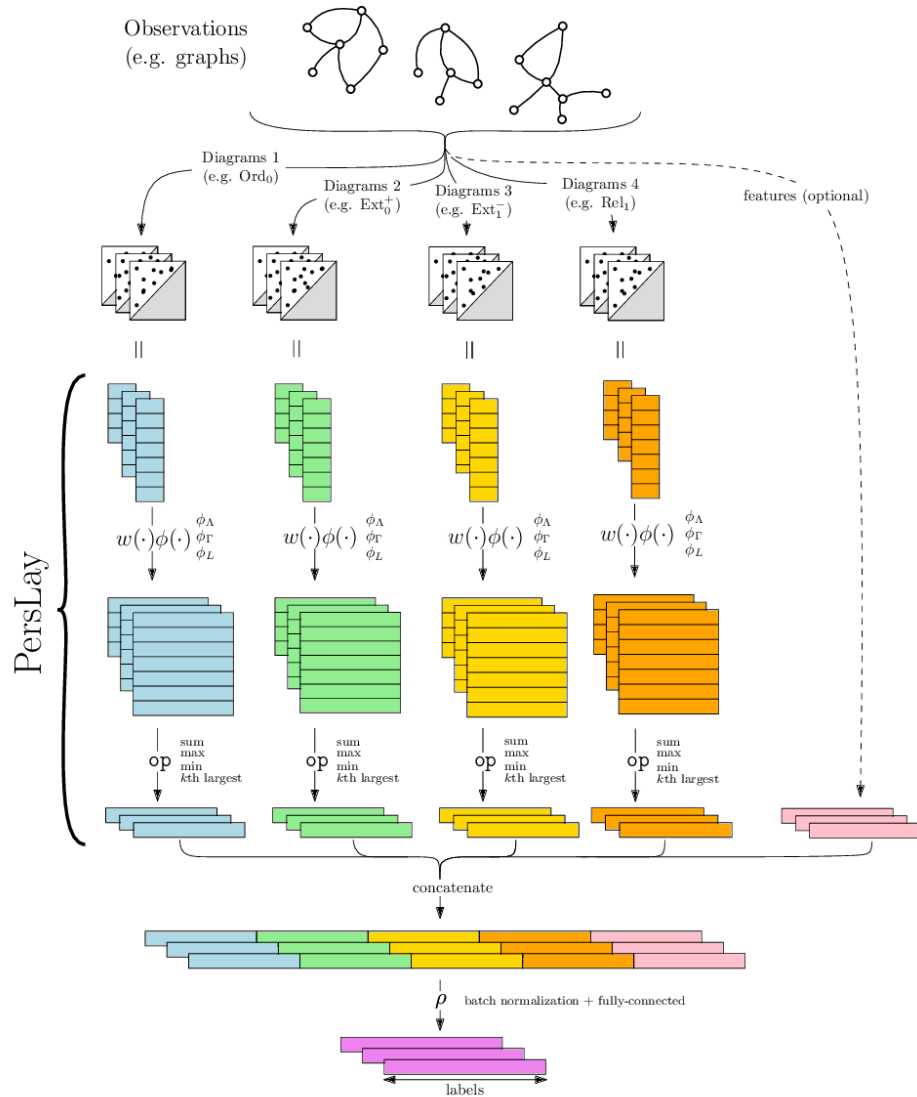 Observations
(e.g. graphs)
Diagrams 1
(e.g. Ord₀)
Diagrams 2
(e.g. Ext₀⁺)
Diagrams 3
(e.g. Ext₁⁻)
Diagrams 4
(e.g. Rel₁)
features (optional)
PersLay
w(·)ϕ(·)
ϕ_Λ
ϕ_Γ
ϕ_L
w(·)ϕ(·)
ϕ_Λ
ϕ_Γ
ϕ_L
w(·)ϕ(·)
ϕ_Λ
ϕ_Γ
ϕ_L
w(·)ϕ(·)
ϕ_Λ
ϕ_Γ
ϕ_L
op
sum
max
min
kth largest
op
sum
max
min
kth largest
op
sum
max
min
kth largest
op
sum
max
min
kth largest
concatenate
ρ batch normalization + fully-connected
labels